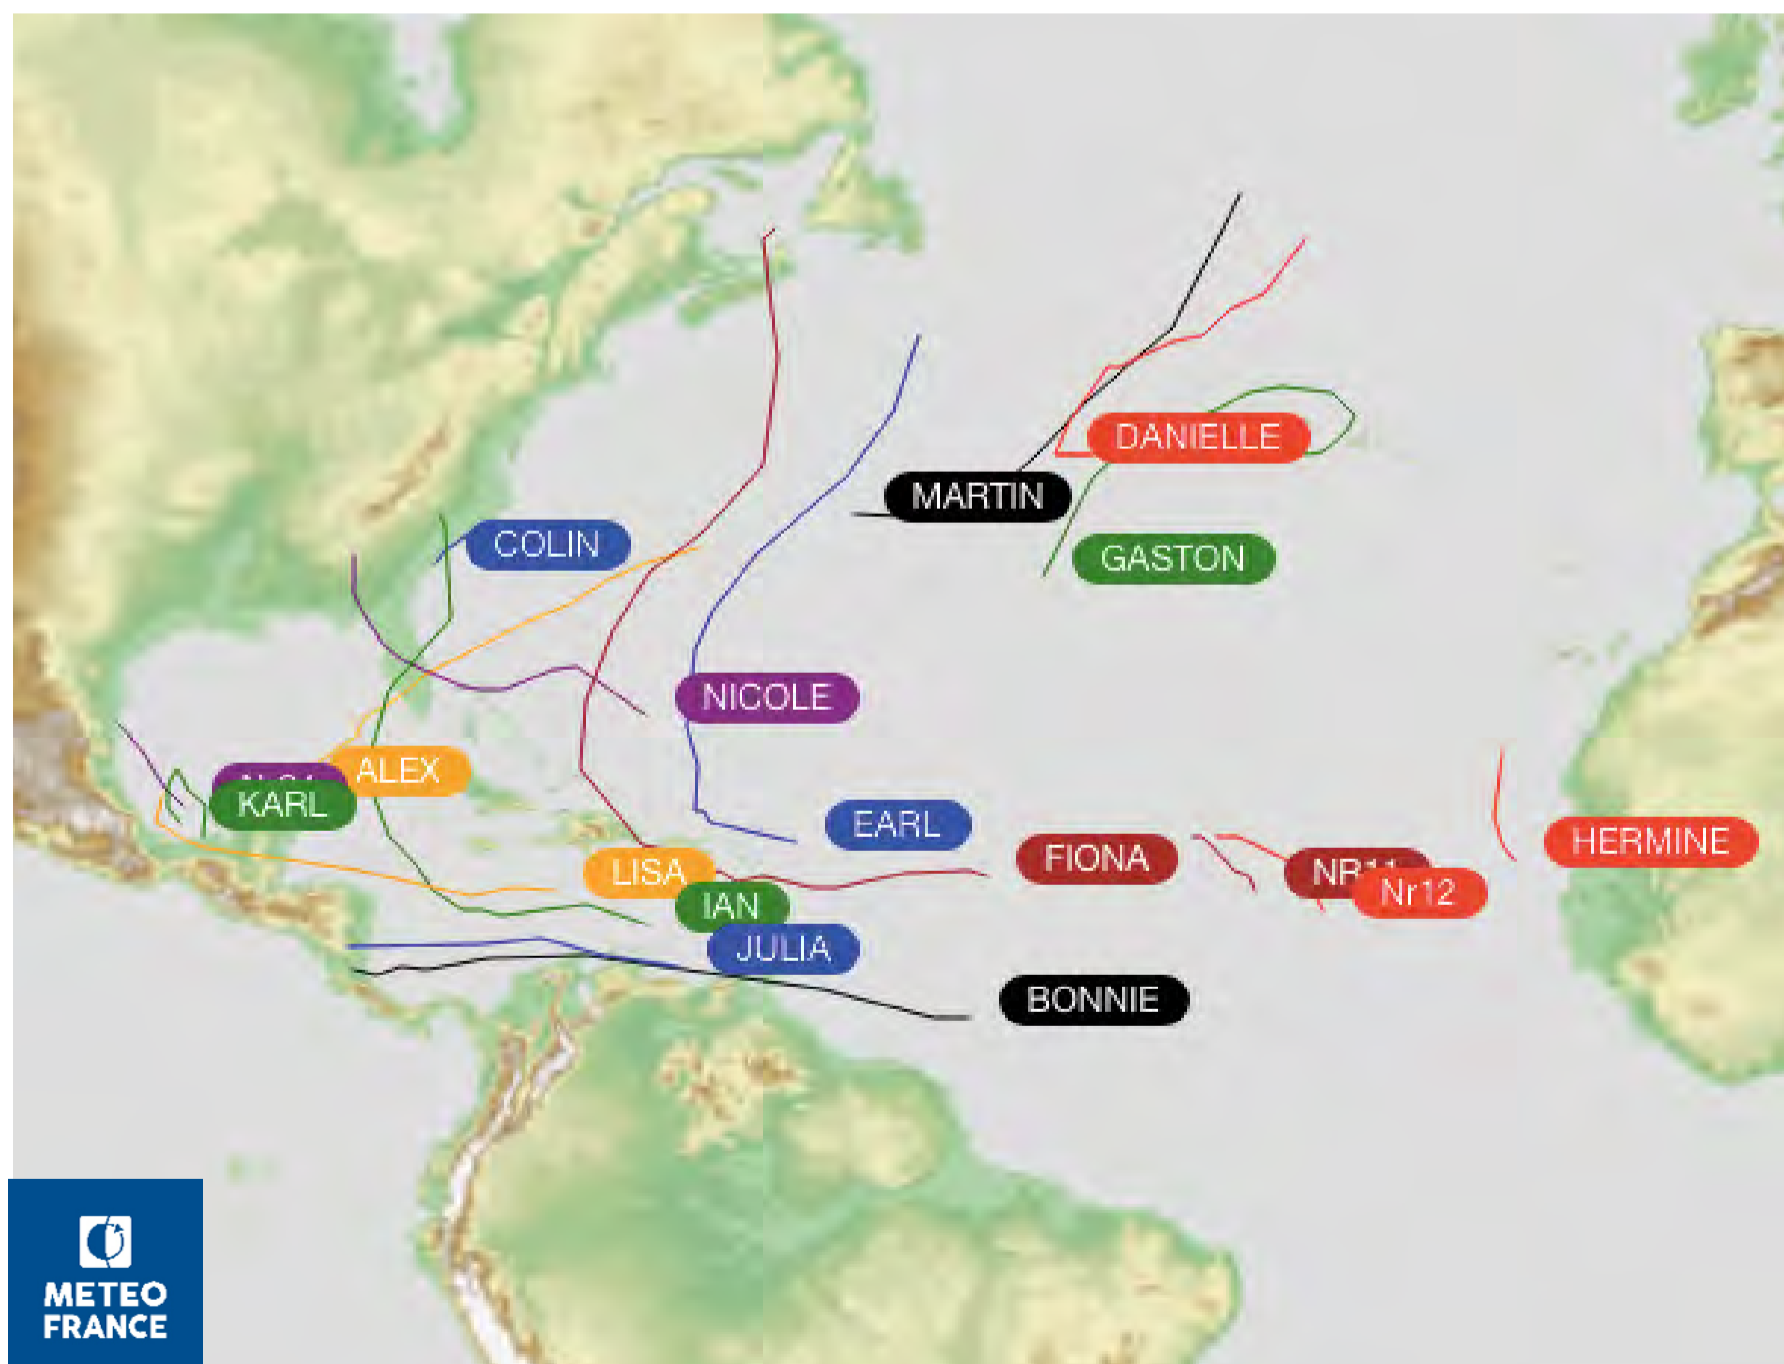 DANIELLE
MARTIN
COLIN
GASTON
NICOLE
ALEX
KARL
EARL
HERMINE
FIONA
LISA
Nr12
IAN
JULIA
BONNIE
METEO
FRANCE